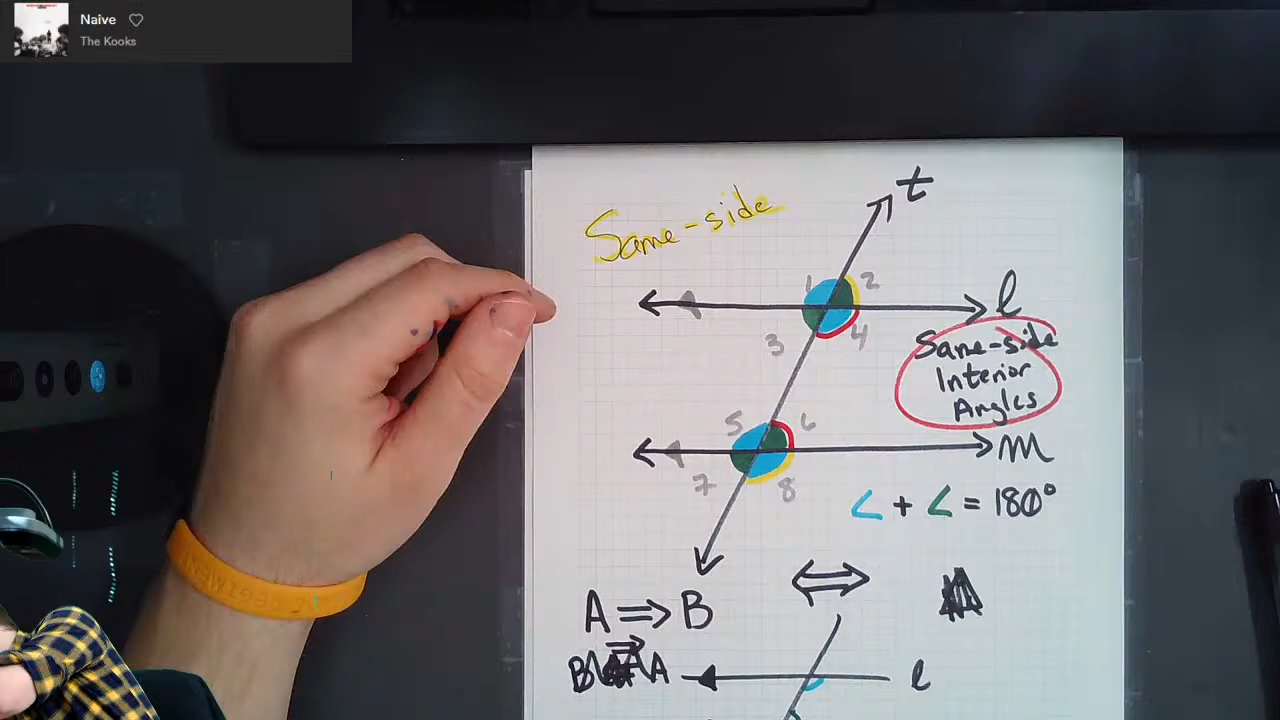 Naive
The Kooks
t
Same-side
1 2
l
3 4
Same-side
Interior
Angles
5 6
m
7 8
∠ + ∠ = 180°
A ⇒ B
⇔
B A
l